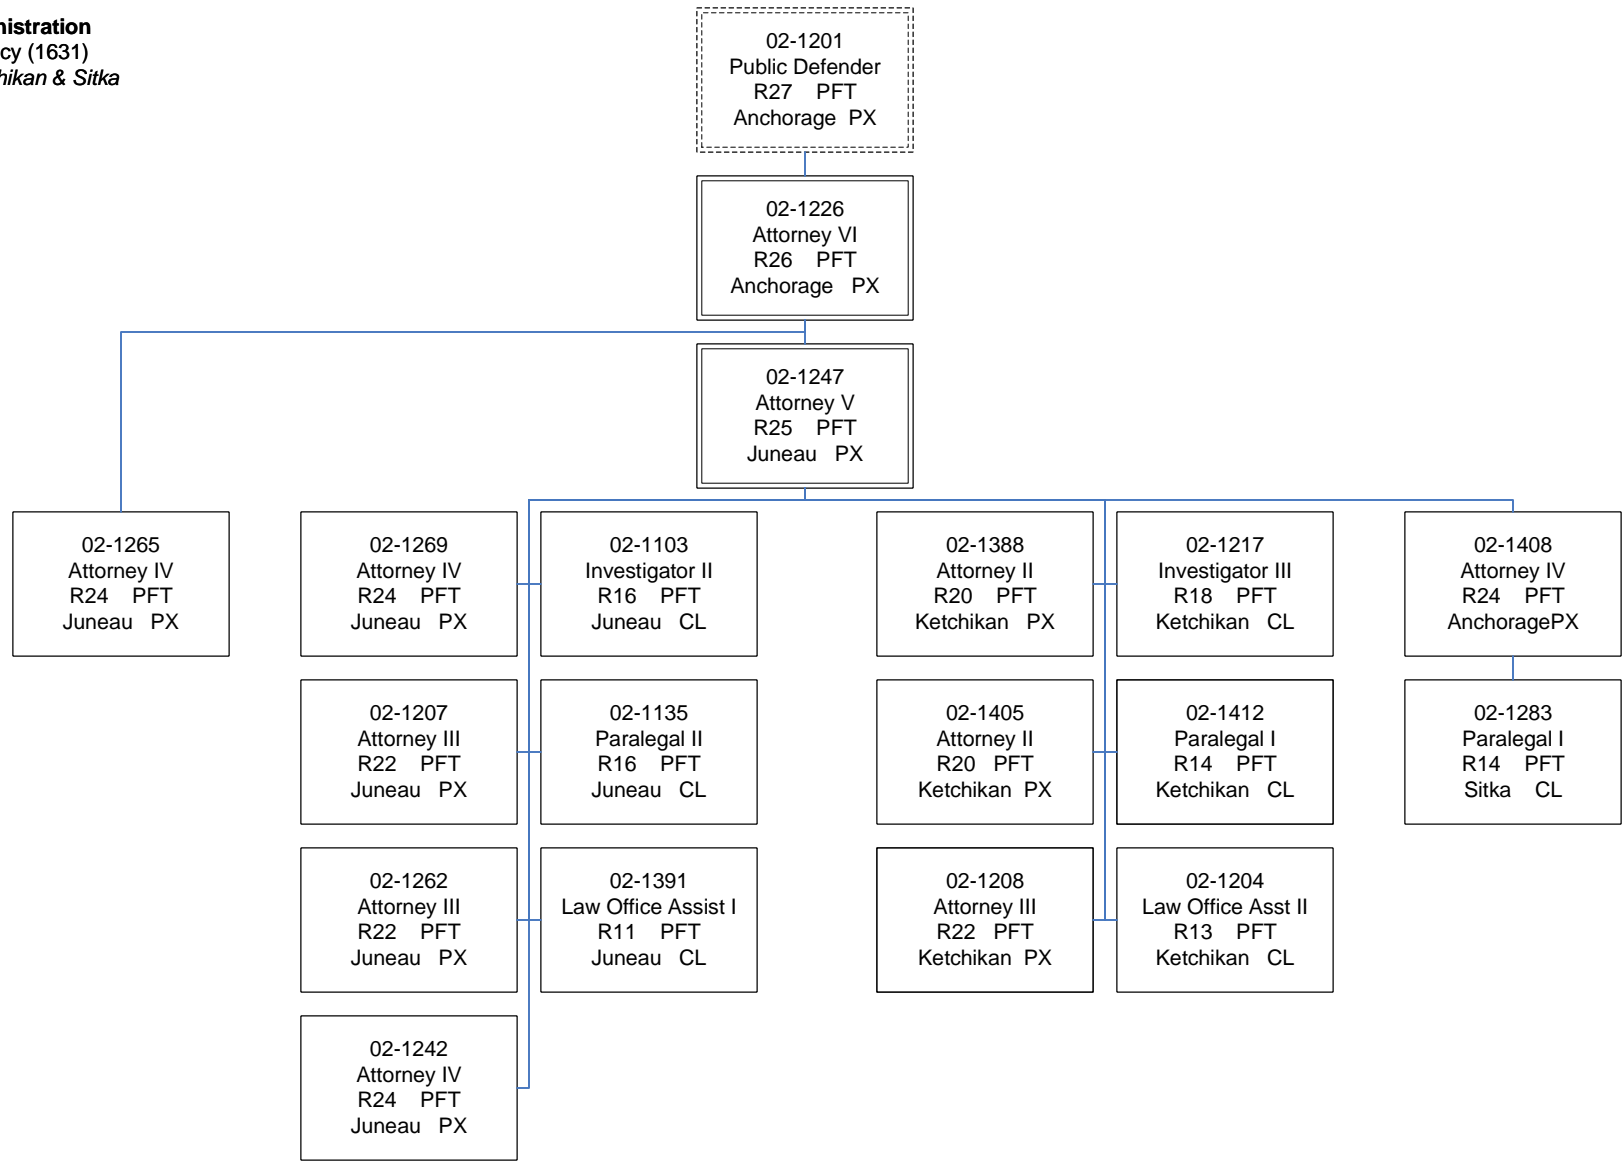 nistration
cy (1631)
hikan & Sitka
02-1201
Public Defender
R27 PFT
Anchorage PX
02-1226
Attorney VI
R26 PFT
Anchorage PX
02-1247
Attorney V
R25 PFT
Juneau PX
02-1265
Attorney IV
R24 PFT
Juneau PX
02-1269
Attorney IV
R24 PFT
Juneau PX
02-1103
Investigator II
R16 PFT
Juneau CL
02-1388
Attorney II
R20 PFT
Ketchikan PX
02-1217
Investigator III
R18 PFT
Ketchikan CL
02-1408
Attorney IV
R24 PFT
AnchoragePX
02-1207
Attorney III
R22 PFT
Juneau PX
02-1135
Paralegal II
R16 PFT
Juneau CL
02-1405
Attorney II
R20 PFT
Ketchikan PX
02-1412
Paralegal I
R14 PFT
Ketchikan CL
02-1283
Paralegal I
R14 PFT
Sitka CL
02-1262
Attorney III
R22 PFT
Juneau PX
02-1391
Law Office Assist I
R11 PFT
Juneau CL
02-1208
Attorney III
R22 PFT
Ketchikan PX
02-1204
Law Office Asst II
R13 PFT
Ketchikan CL
02-1242
Attorney IV
R24 PFT
Juneau PX